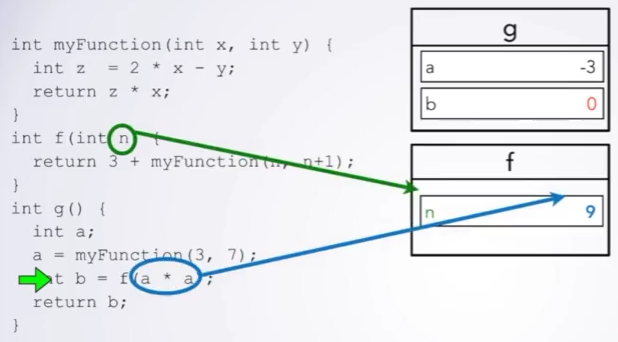 int myFunction(int x, int y) {
int z = 2 * x - y;
return z * x;
}
int f(int n) {
return 3 + myFunction(n, n+1);
}
int g() {
int a;
a = myFunction(3, 7);
int b = f(a * a);
return b;
}
g
a -3
b 0
f
n 9